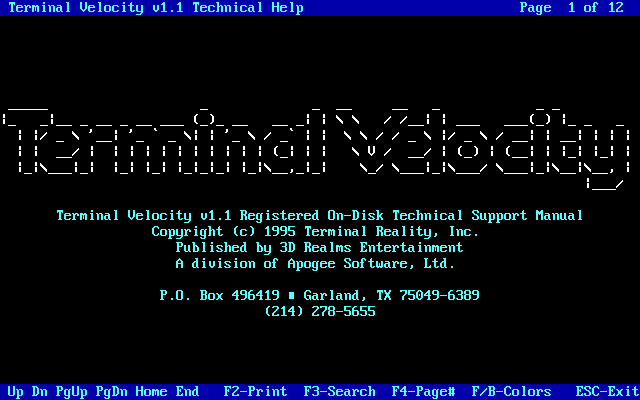 Terminal Velocity v1.1 Technical Help Page 1 of 12
Terminal Velocity
Terminal Velocity v1.1 Registered On-Disk Technical Support Manual
Copyright (c) 1995 Terminal Reality, Inc.
Published by 3D Realms Entertainment
A division of Apogee Software, Ltd.
P.O. Box 496419 ■ Garland, TX 75049-6389
(214) 278-5655
Up Dn PgUp PgDn Home End F2-Print F3-Search F4-Page# F/B-Colors ESC-Exit